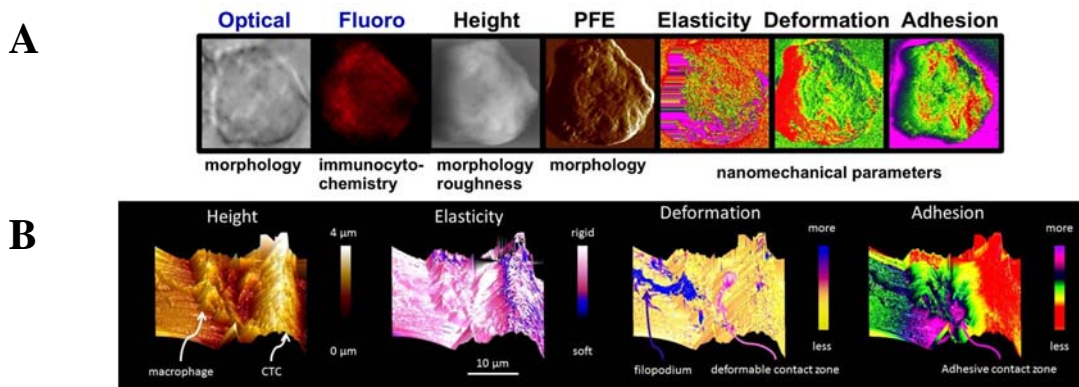 A
Optical Fluoro Height PFE Elasticity Deformation Adhesion
morphology immunocyto- morphology morphology nanomechanical parameters
chemistry roughness
B
Height Elasticity Deformation Adhesion
4 µm rigid more more
0 µm soft less less
macrophage CTC 10 µm filopodium deformable contact zone Adhesive contact zone